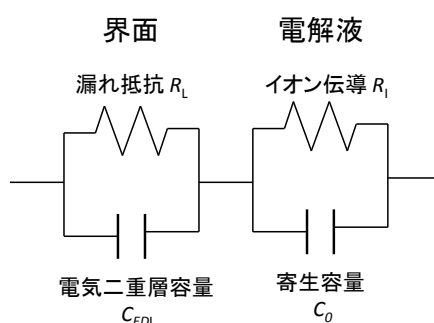 界面
電解液
漏れ抵抗 R_L
イオン伝導 R_I
電気二重層容量
C_EDL
寄生容量
C_0